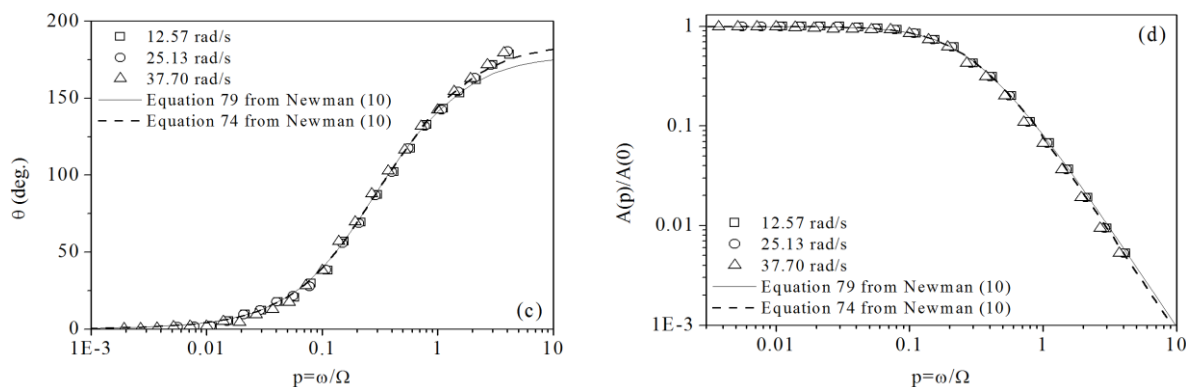 200
150
100
50
0
θ (deg.)
12.57 rad/s
25.13 rad/s
37.70 rad/s
Equation 79 from Newman (10)
Equation 74 from Newman (10)
(c)
1E-3 0.01 0.1 1 10
p=ω/Ω
1
0.1
0.01
1E-3
A(p)/A(0)
(d)
12.57 rad/s
25.13 rad/s
37.70 rad/s
Equation 79 from Newman (10)
Equation 74 from Newman (10)
0.01 0.1 1 10
p=ω/Ω